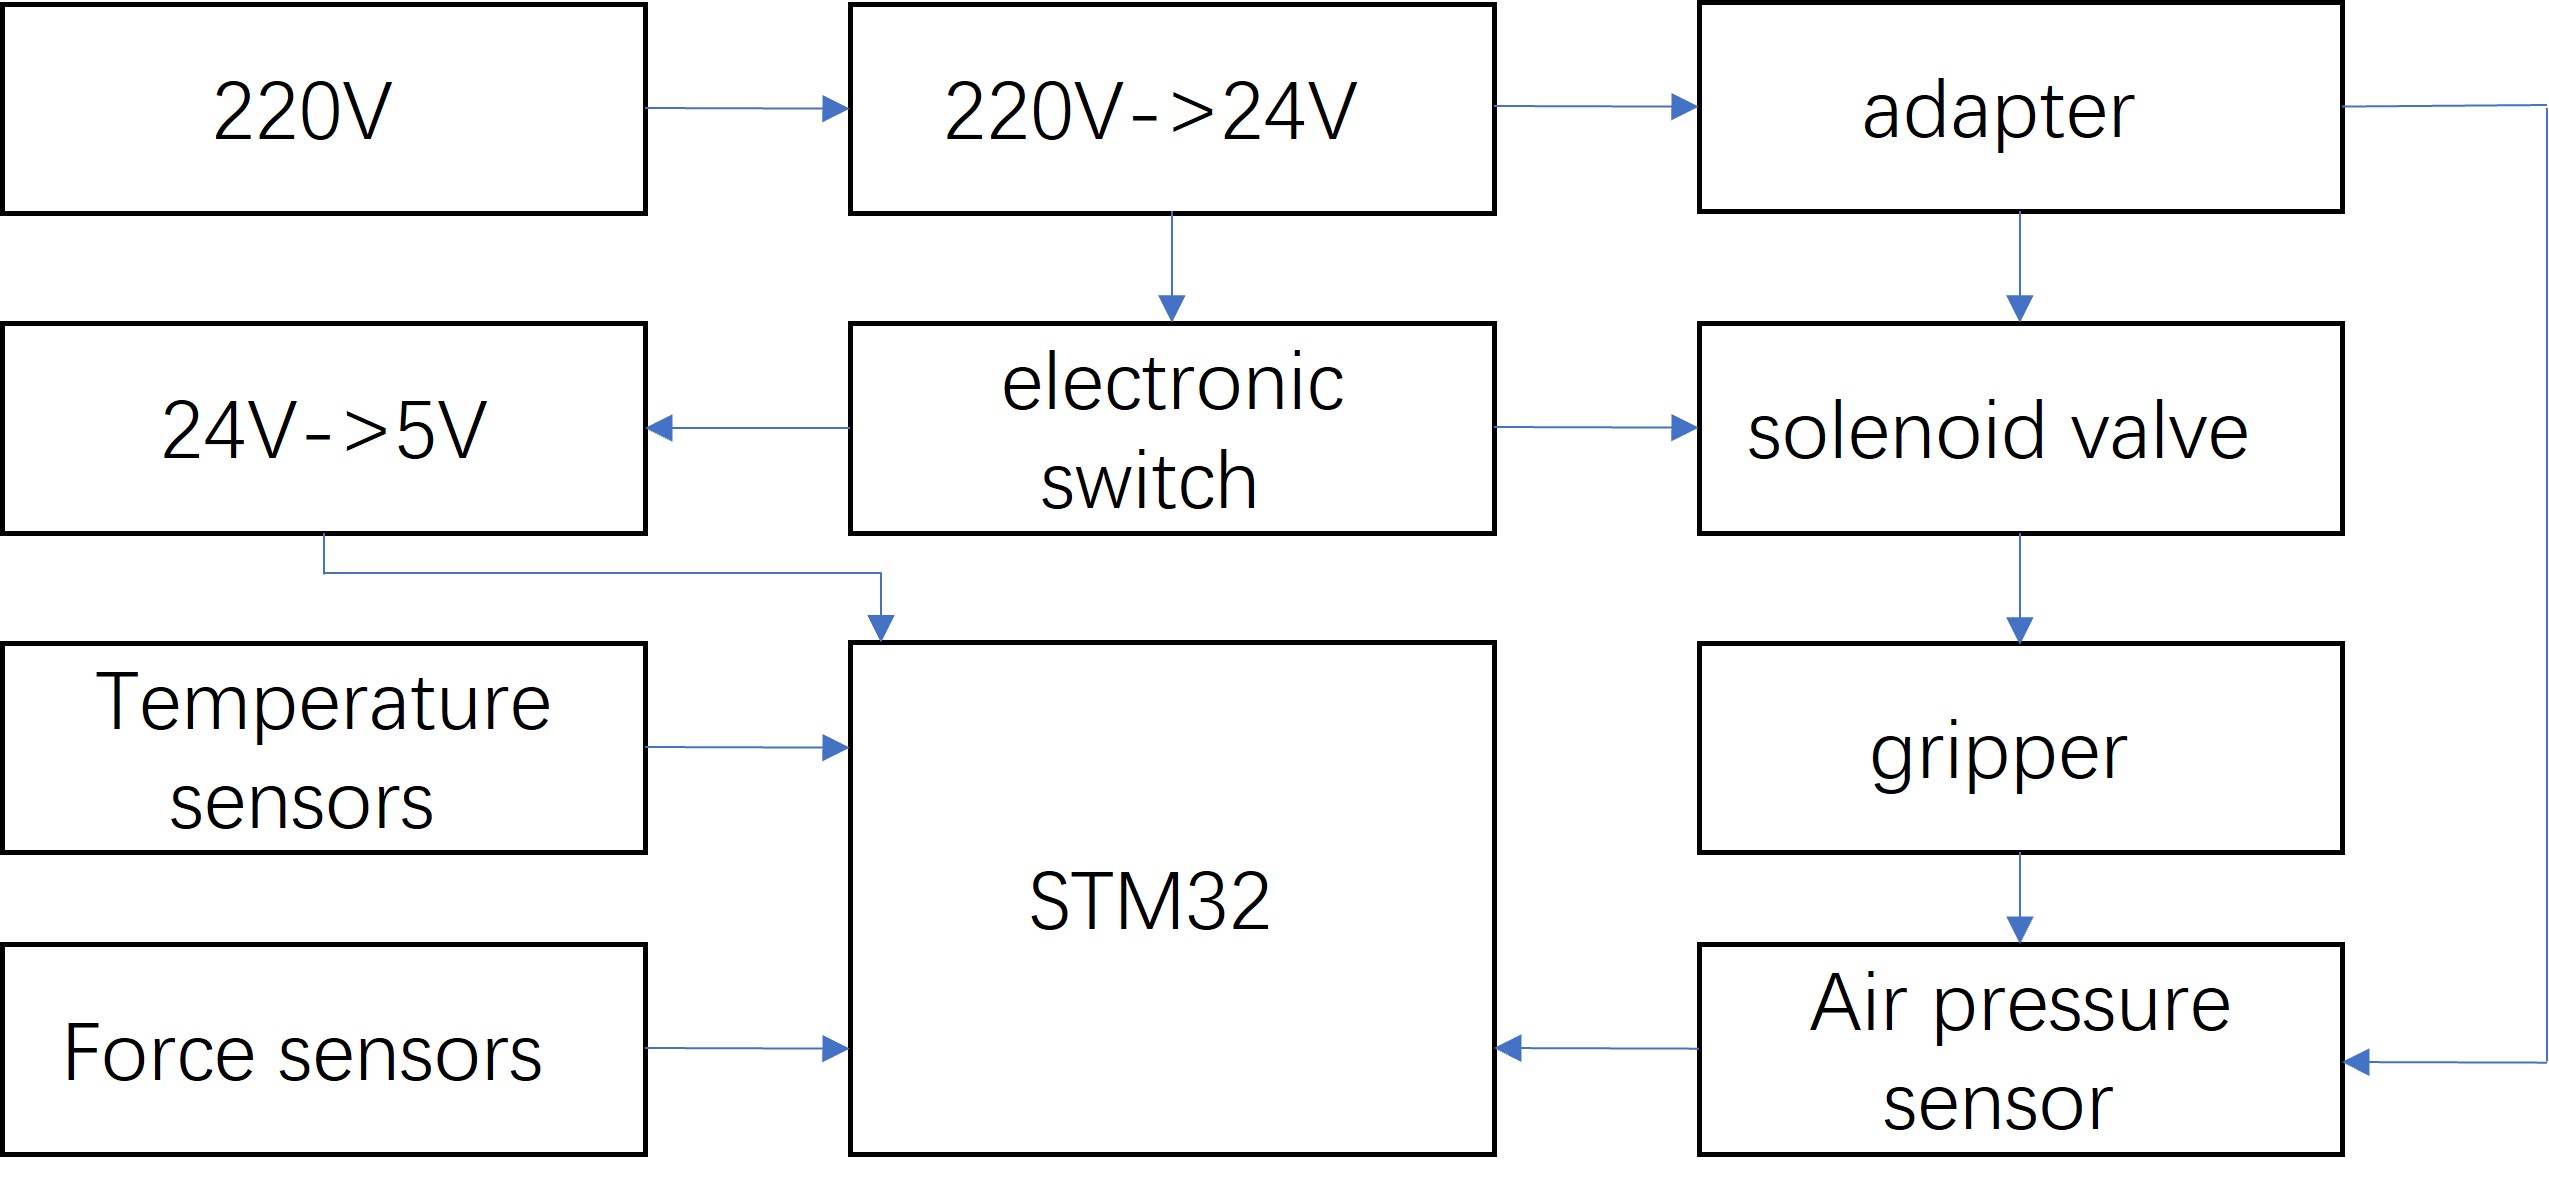 220V
220V->24V
adapter
24V->5V
electronic
switch
solenoid valve
Temperature
sensors
STM32
gripper
Force sensors
Air pressure
sensor